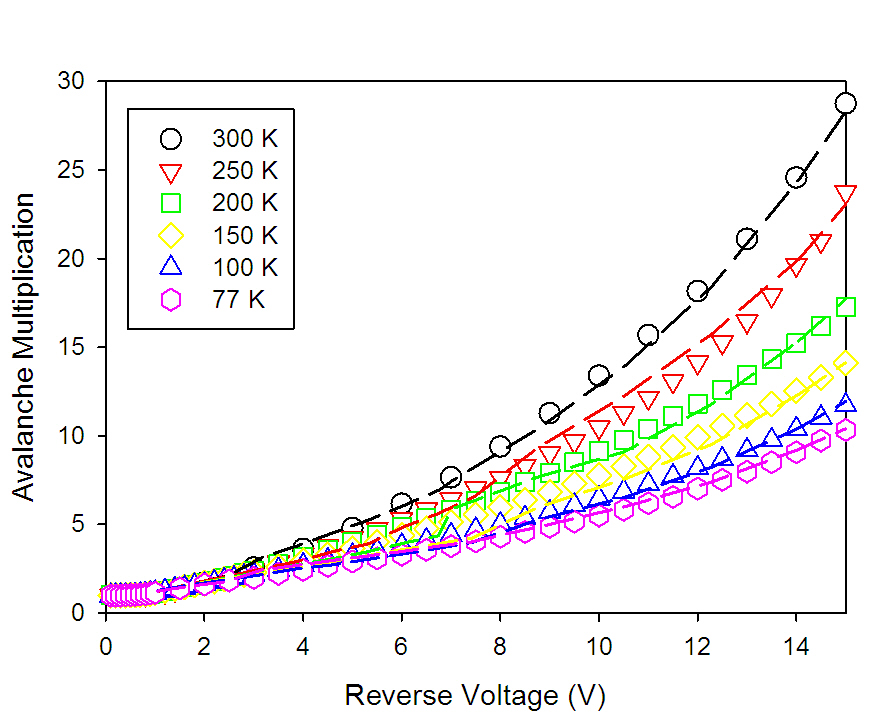 30
25
20
15
10
5
0
Avalanche Multiplication
300 K
250 K
200 K
150 K
100 K
77 K
0 2 4 6 8 10 12 14
Reverse Voltage (V)